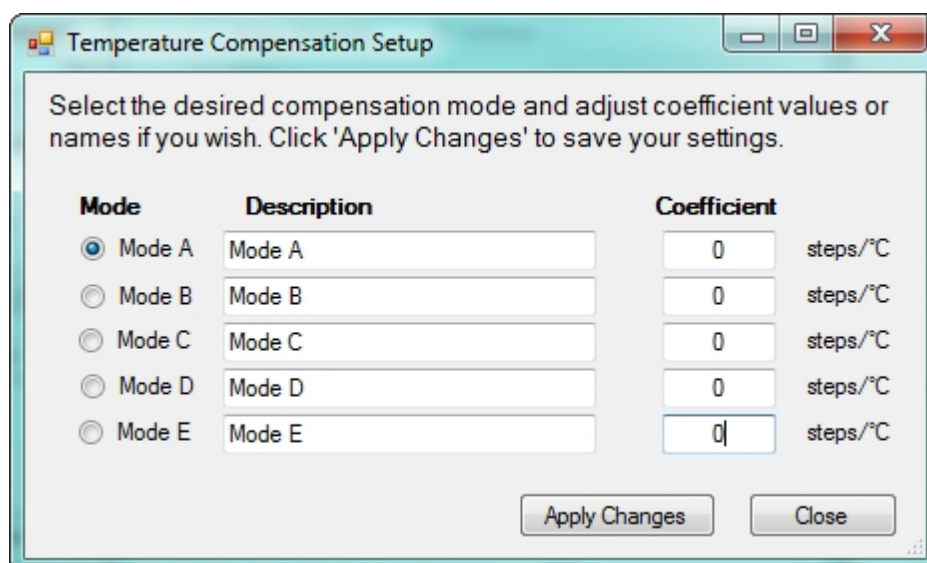 Temperature Compensation Setup
Select the desired compensation mode and adjust coefficient values or
names if you wish. Click 'Apply Changes' to save your settings.
Mode Description Coefficient
Mode A Mode A 0 steps/°C
Mode B Mode B 0 steps/°C
Mode C Mode C 0 steps/°C
Mode D Mode D 0 steps/°C
Mode E Mode E 0 steps/°C
Apply Changes Close